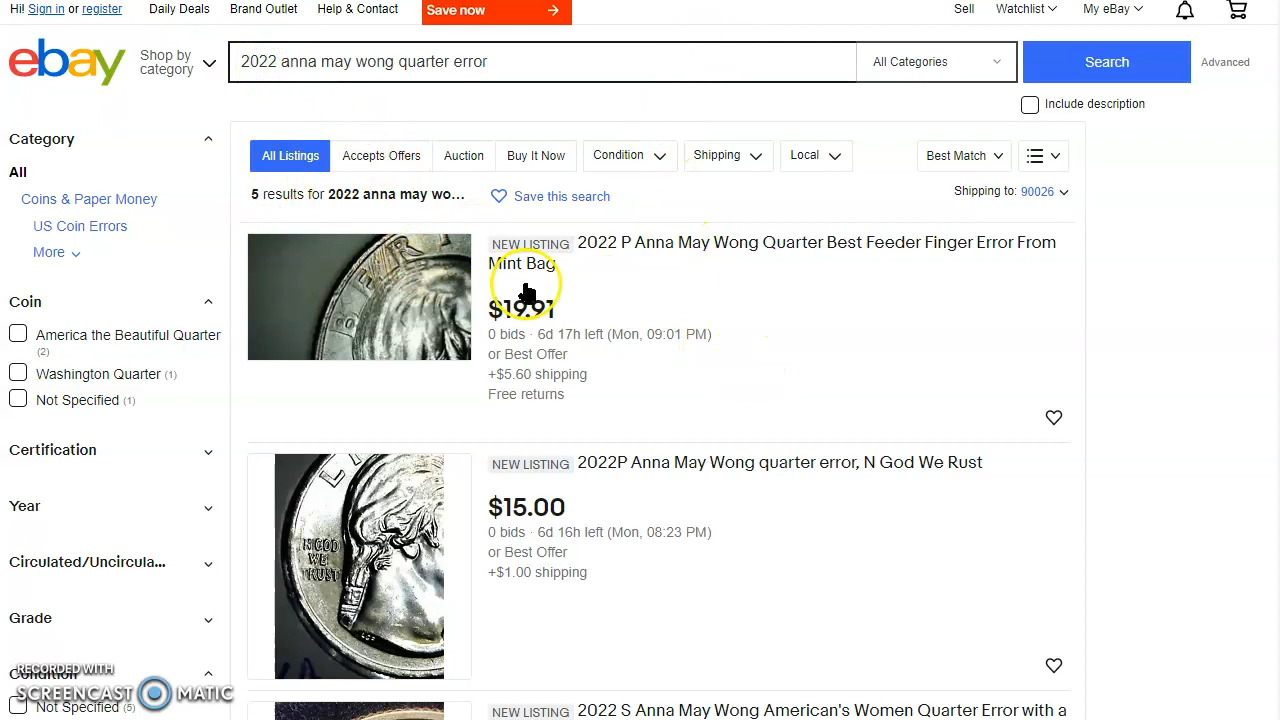 Hi! Sign in or register
Daily Deals
Brand Outlet
Help & Contact
Save now
Sell
Watchlist
My eBay
ebay
Shop by category
2022 anna may wong quarter error
All Categories
Search
Advanced
Include description
Category
All
Coins & Paper Money
US Coin Errors
More
Coin
America the Beautiful Quarter
(2)
Washington Quarter (1)
Not Specified (1)
Certification
Year
Circulated/Uncircula...
Grade
Condition
Not Specified (5)
All Listings
Accepts Offers
Auction
Buy It Now
Condition
Shipping
Local
Best Match
5 results for 2022 anna may wo...
Save this search
Shipping to: 90026
NEW LISTING 2022 P Anna May Wong Quarter Best Feeder Finger Error From
Mint Bag
$19.91
0 bids · 6d 17h left (Mon, 09:01 PM)
or Best Offer
+$5.60 shipping
Free returns
BERT
NEW LISTING 2022P Anna May Wong quarter error, N God We Rust
$15.00
0 bids · 6d 16h left (Mon, 08:23 PM)
or Best Offer
+$1.00 shipping
LI
N GOD
WE
TRUST
NEW LISTING 2022 S Anna May Wong American's Women Quarter Error with a
RECORDED WITH
SCREENCAST MATIC